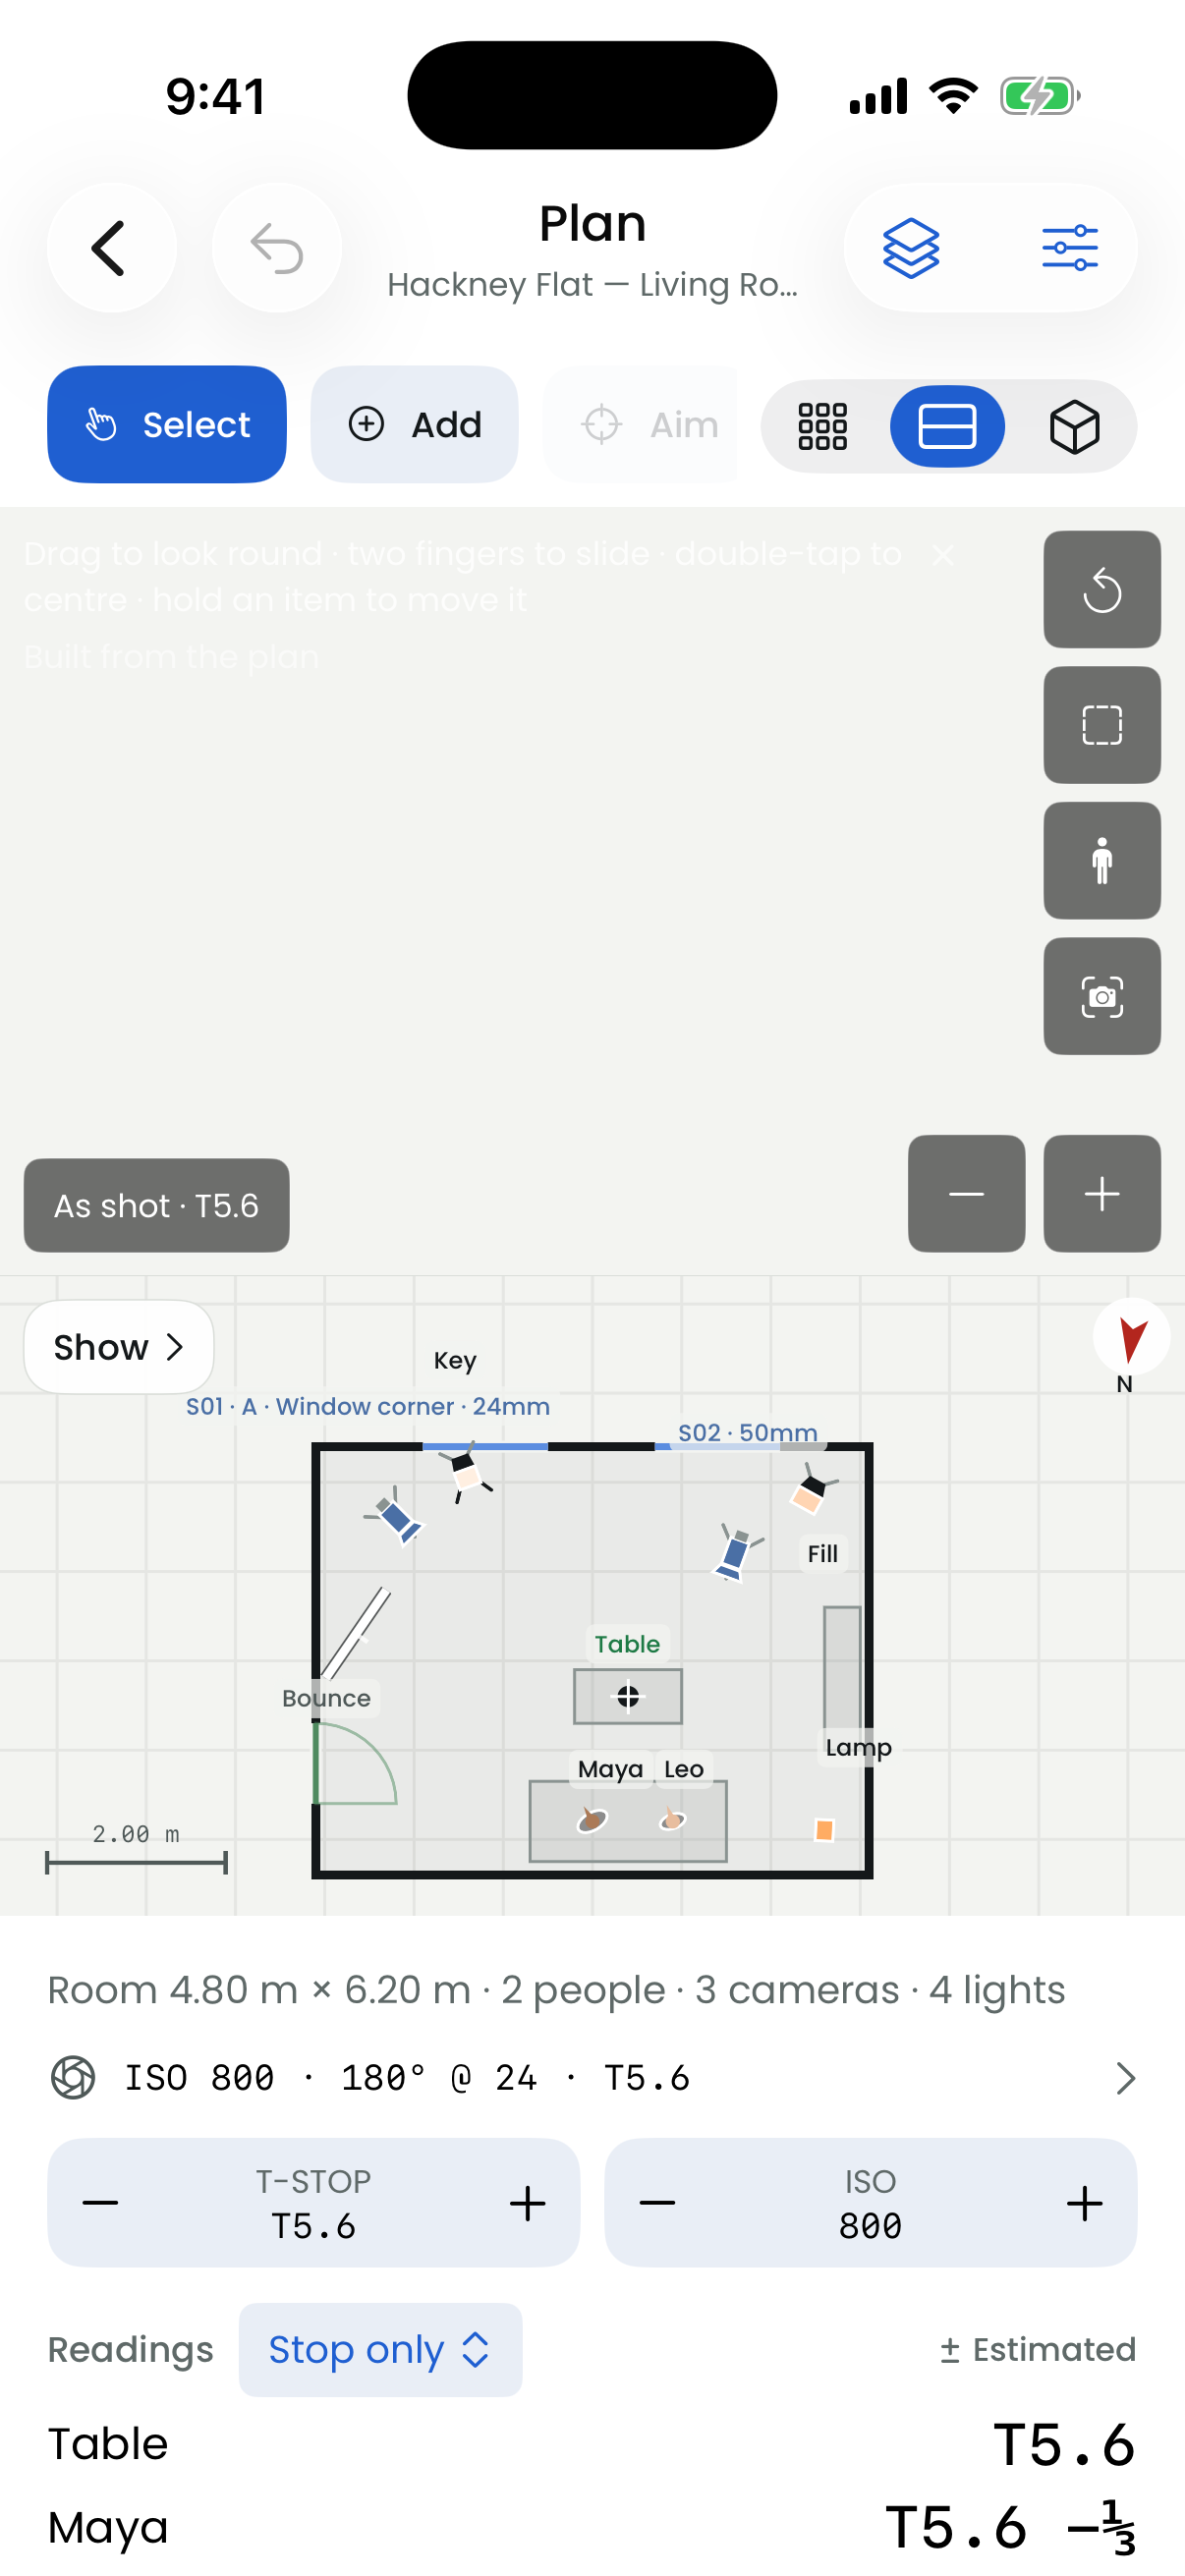 9:41
Plan
Hackney Flat — Living Ro...
Select
Add
Aim
Drag to look round · two fingers to slide · double-tap to
centre · hold an item to move it
Built from the plan
As shot · T5.6
Show
Key
N
S01 · A · Window corner · 24mm
S02 · 50mm
Fill
Table
Bounce
Lamp
Maya
Leo
2.00 m
Room 4.80 m × 6.20 m · 2 people · 3 cameras · 4 lights
ISO 800 · 180° @ 24 · T5.6
T-STOP
T5.6
ISO
800
Readings
Stop only
± Estimated
Table
T5.6
Maya
T5.6 −⅓